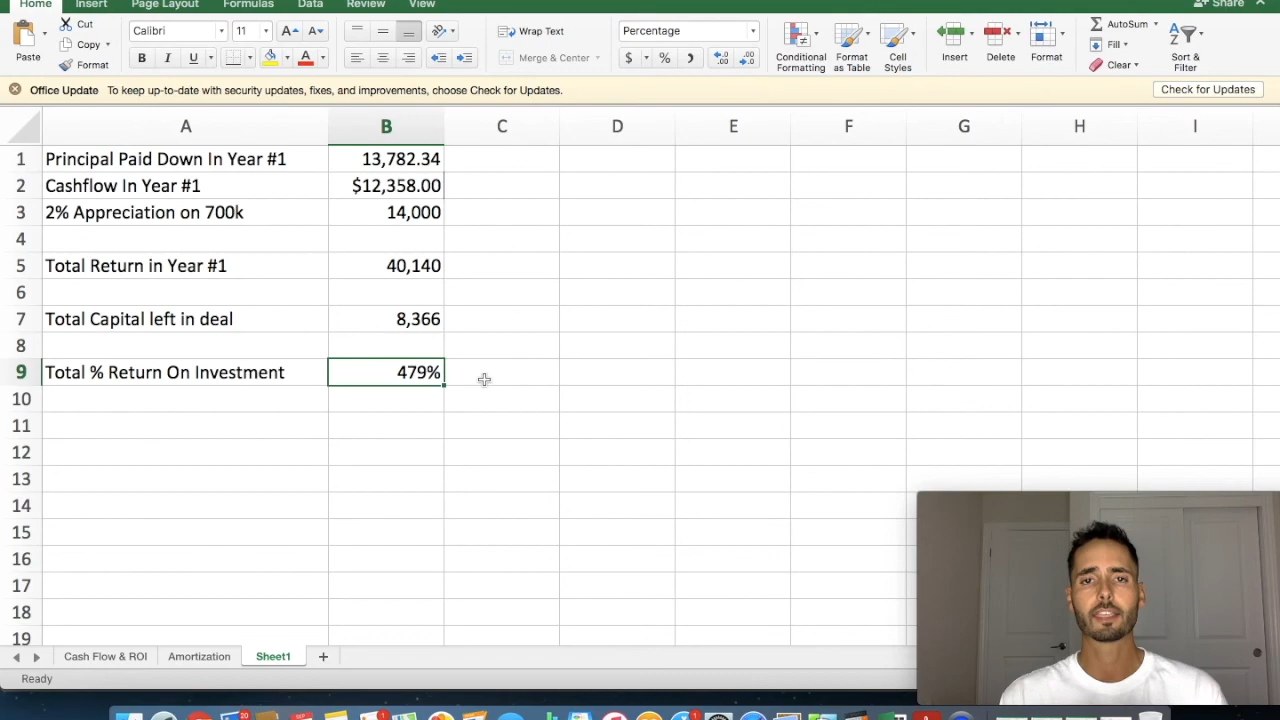 Home Insert Page Layout Formulas Data Review View Share
Cut
Copy
Format
Paste
Calibri 11
B I U A
Wrap Text
Merge & Center
Percentage
$ % ,
Conditional Formatting
Format as Table
Cell Styles
Insert
Delete
Format
AutoSum
Fill
Clear
Sort & Filter
Office Update To keep up-to-date with security updates, fixes, and improvements, choose Check for Updates. Check for Updates
A B C D E F G H I
1 Principal Paid Down In Year #1 13,782.34
2 Cashflow In Year #1 $12,358.00
3 2% Appreciation on 700k 14,000
4
5 Total Return in Year #1 40,140
6
7 Total Capital left in deal 8,366
8
9 Total % Return On Investment 479%
10
11
12
13
14
15
16
17
18
19
Cash Flow & ROI Amortization Sheet1 +
Ready
20